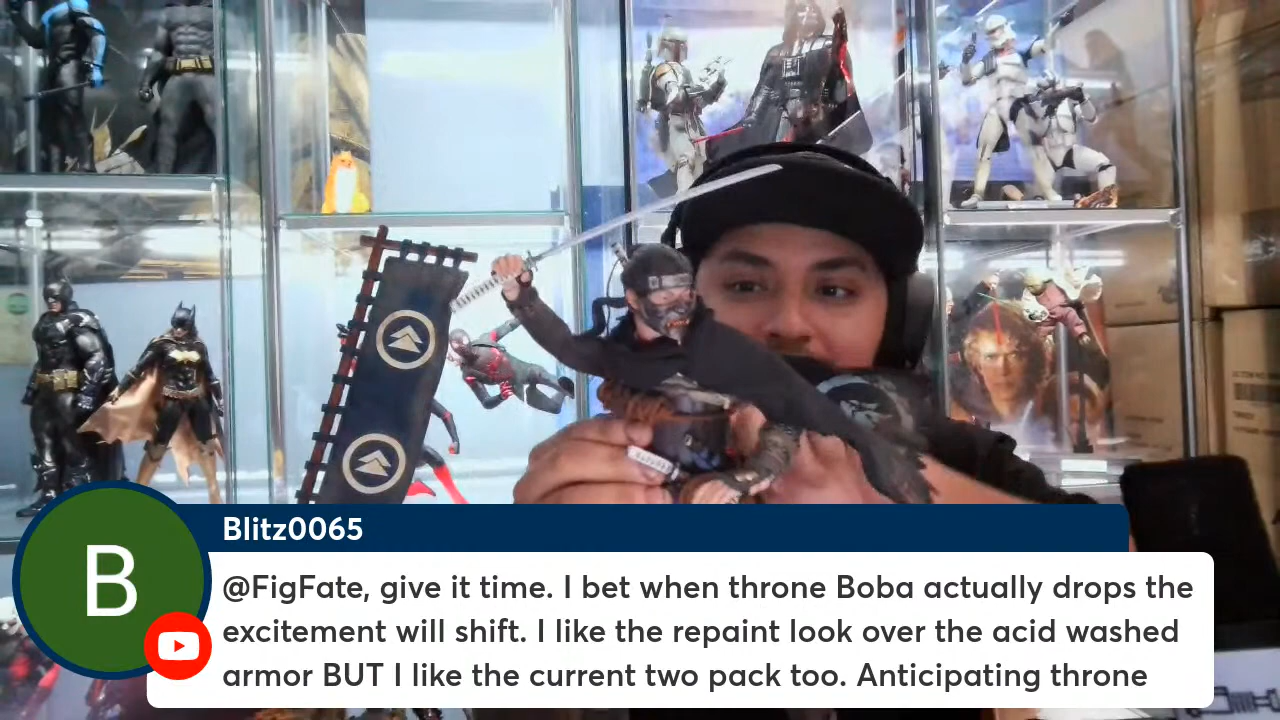 Blitz0065
B
@FigFate, give it time. I bet when throne Boba actually drops the
excitement will shift. I like the repaint look over the acid washed
armor BUT I like the current two pack too. Anticipating throne